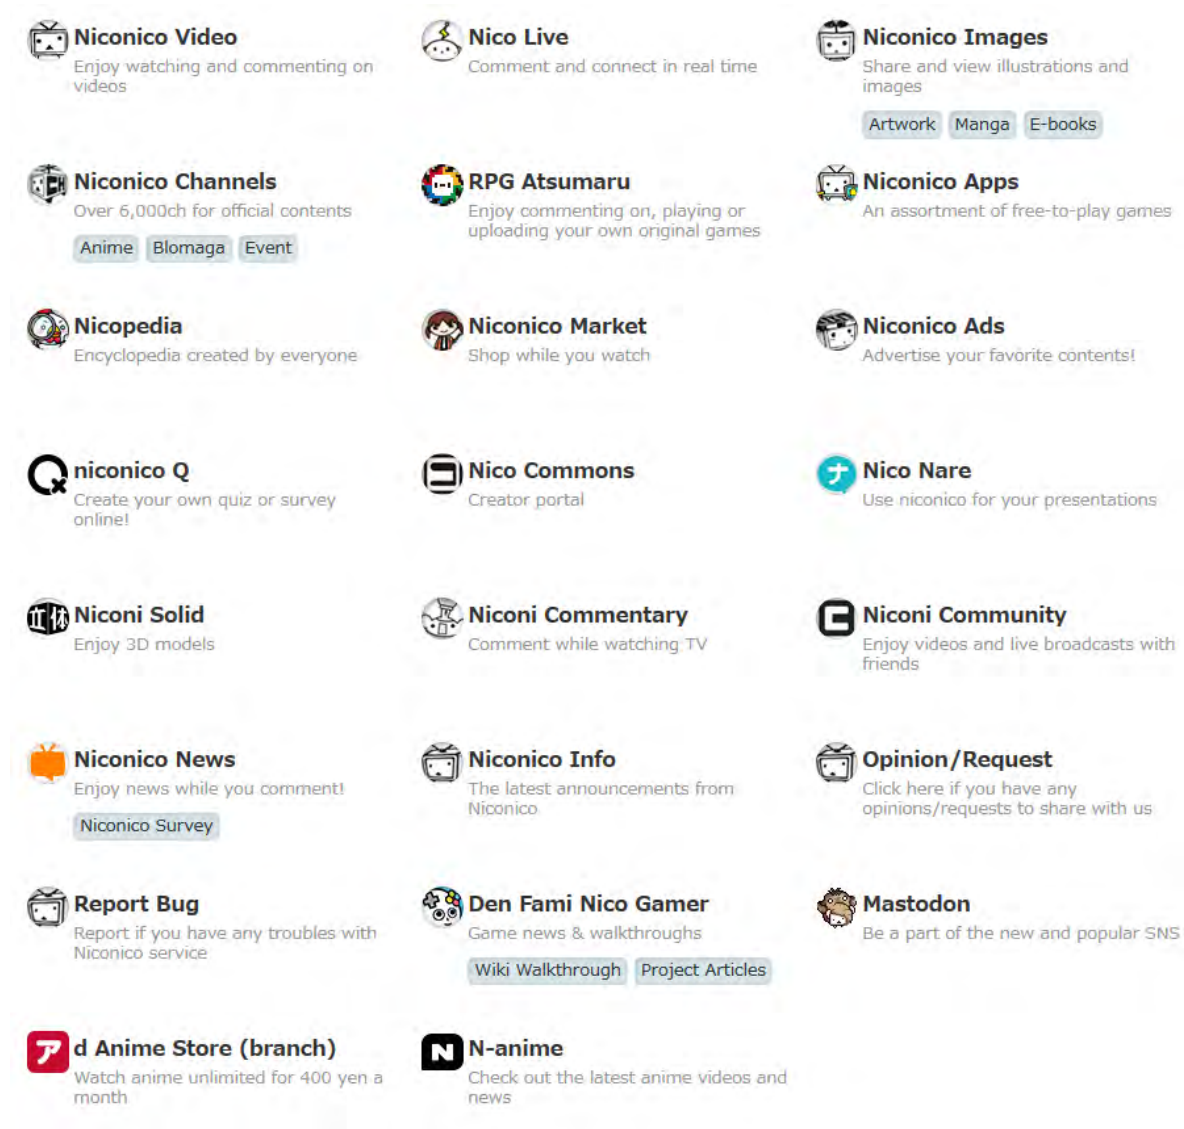 Niconico Video
Enjoy watching and commenting on
videos
Nico Live
Comment and connect in real time
Niconico Images
Share and view illustrations and
images
Artwork Manga E-books
Niconico Channels
Over 6,000ch for official contents
Anime Blomaga Event
RPG Atsumaru
Enjoy commenting on, playing or
uploading your own original games
Niconico Apps
An assortment of free-to-play games
Nicopedia
Encyclopedia created by everyone
Niconico Market
Shop while you watch
Niconico Ads
Advertise your favorite contents!
niconico Q
Create your own quiz or survey
online!
Nico Commons
Creator portal
ナ
Nico Nare
Use niconico for your presentations
立体
Niconi Solid
Enjoy 3D models
Niconi Commentary
Comment while watching TV
Niconi Community
Enjoy videos and live broadcasts with
friends
Niconico News
Enjoy news while you comment!
Niconico Survey
Niconico Info
The latest announcements from
Niconico
Opinion/Request
Click here if you have any
opinions/requests to share with us
Report Bug
Report if you have any troubles with
Niconico service
Den Fami Nico Gamer
Game news & walkthroughs
Wiki Walkthrough Project Articles
Mastodon
Be a part of the new and popular SNS
ア
d Anime Store (branch)
Watch anime unlimited for 400 yen a
month
N
N-anime
Check out the latest anime videos and
news